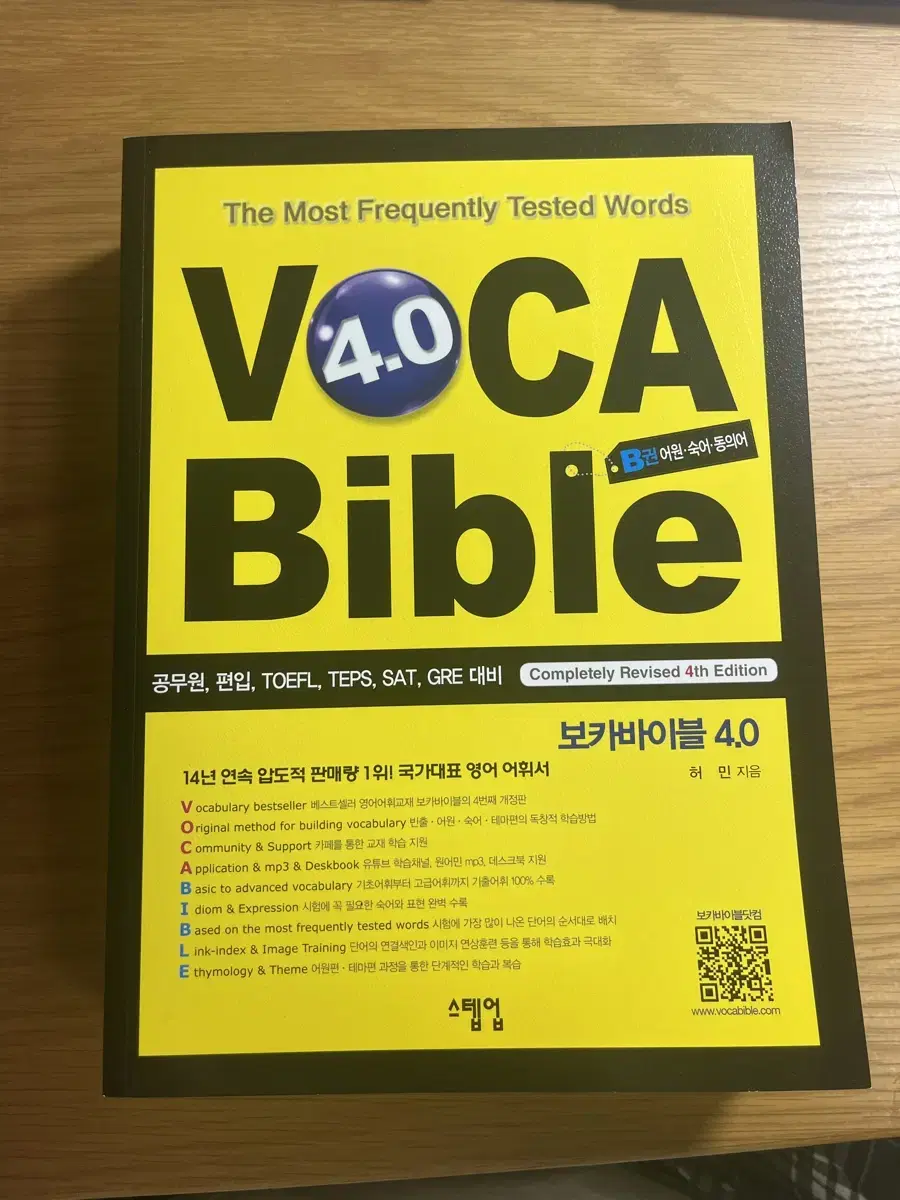 The Most Frequently Tested Words
V 4.0 CA
Bible
B권 어원·숙어·동의어
공무원, 편입, TOEFL, TEPS, SAT, GRE 대비
Completely Revised 4th Edition
보카바이블 4.0
허 민 지음
14년 연속 압도적 판매량 1위! 국가대표 영어 어휘서
Vocabulary bestseller 베스트셀러 영어어휘교재 보카바이블의 4번째 개정판
Original method for building vocabulary 빈출·어원·숙어·테마편의 독창적 학습방법
Community & Support 카페를 통한 교재 학습 지원
Application & mp3 & Deskbook 유튜브 학습채널, 원어민 mp3, 데스크북 지원
Basic to advanced vocabulary 기초어휘부터 고급어휘까지 기출어휘 100% 수록
Idiom & Expression 시험에 꼭 필요한 숙어와 표현 완벽 수록
Based on the most frequently tested words 시험에 가장 많이 나온 단어의 순서대로 배치
Link-index & Image Training 단어의 연결색인과 이미지 연상훈련 등을 통해 학습효과 극대화
Ethymology & Theme 어원편·테마편 과정을 통한 단계적인 학습과 복습
보카바이블닷컴
www.vocabible.com
스텝업